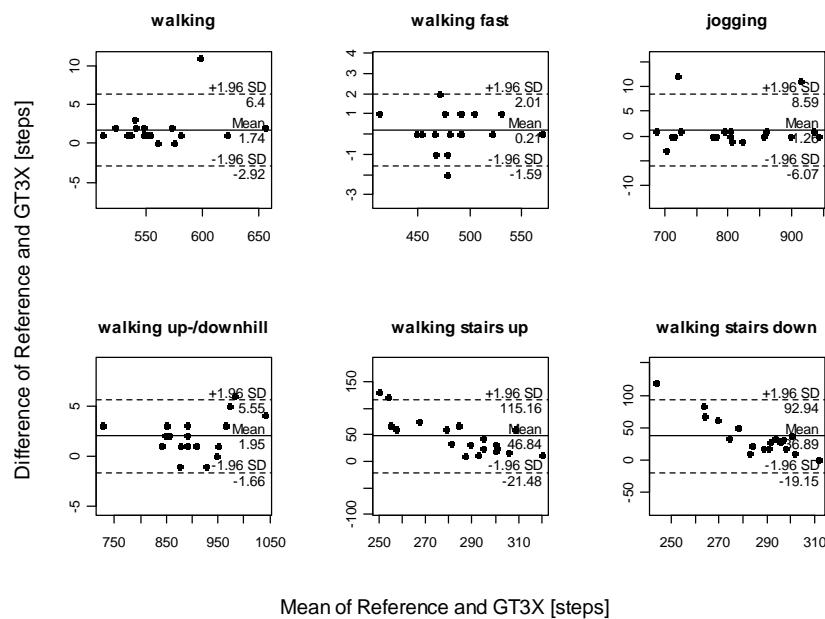 walking
walking fast
jogging
Difference of Reference and GT3X [steps]
10
5
0
-5
+1.96 SD
6.4
Mean
1.74
-1.96 SD
-2.92
550
600
650
4
3
2
1
0
-1
-3
+1.96 SD
2.01
Mean
0.21
-1.59
-1.96 SD
450
500
550
10
0
-10
+1.96 SD
8.59
Mean
1.26
-1.96 SD
-6.07
700
800
900
walking up-/downhill
walking stairs up
walking stairs down
5
0
-5
+1.96 SD
5.55
Mean
1.95
-1.96 SD
-1.66
750
850
950
1050
150
50
0
-100
+1.96 SD
115.16
Mean
46.84
-1.96 SD
-21.48
250
270
290
310
100
50
0
-50
+1.96 SD
92.94
Mean
36.89
-1.96 SD
-19.15
250
270
290
310
Mean of Reference and GT3X [steps]